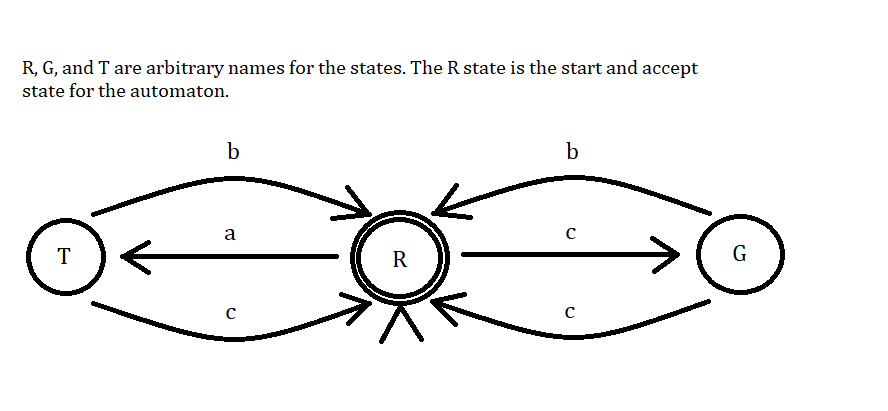 R, G, and T are arbitrary names for the states. The R state is the start and accept
state for the automaton.
b
b
a
c
T
R
G
c
c